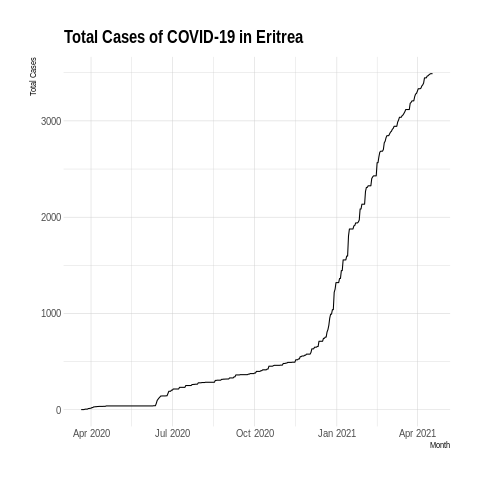 Total Cases of COVID-19 in Eritrea
Total Cases
3000
2000
1000
0
Apr 2020 Jul 2020 Oct 2020 Jan 2021 Apr 2021
Month